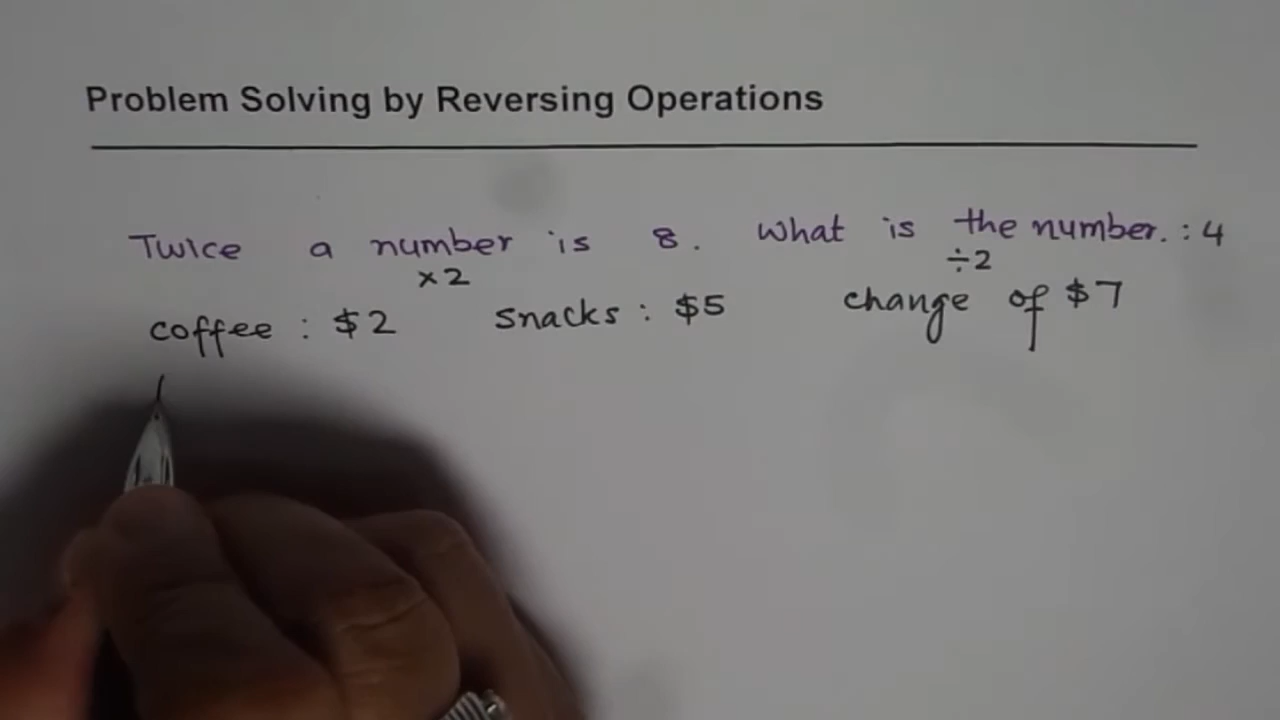 Problem Solving by Reversing Operations
Twice a number is 8. What is the number. : 4
×2 ÷2
coffee : $2 snacks : $5 change of $7